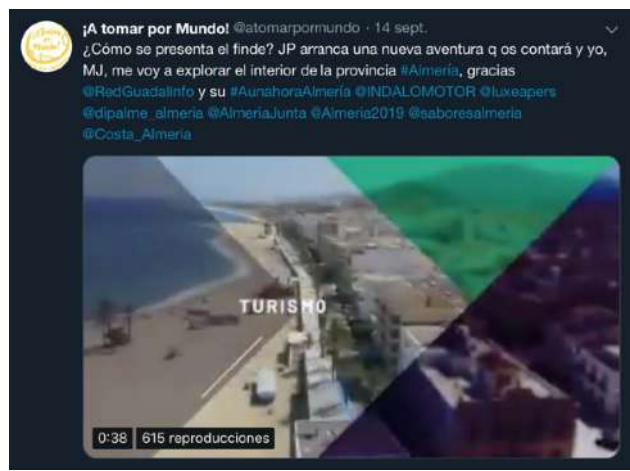 ¡A tomar por Mundo! @atomarpormundo · 14 sept.
¿Cómo se presenta el finde? JP arranca una nueva aventura q os contará y yo,
MJ, me voy a explorar el interior de la provincia #Almería, gracias
@RedGuadalinfo y su #AunahoraAlmería @INDALOMOTOR @luxeapers
@dipalme_almeria @AlmeriaJunta @Almeria2019 @saboresalmeria
@Costa_Almeria
TURISMO
0:38 615 reproducciones